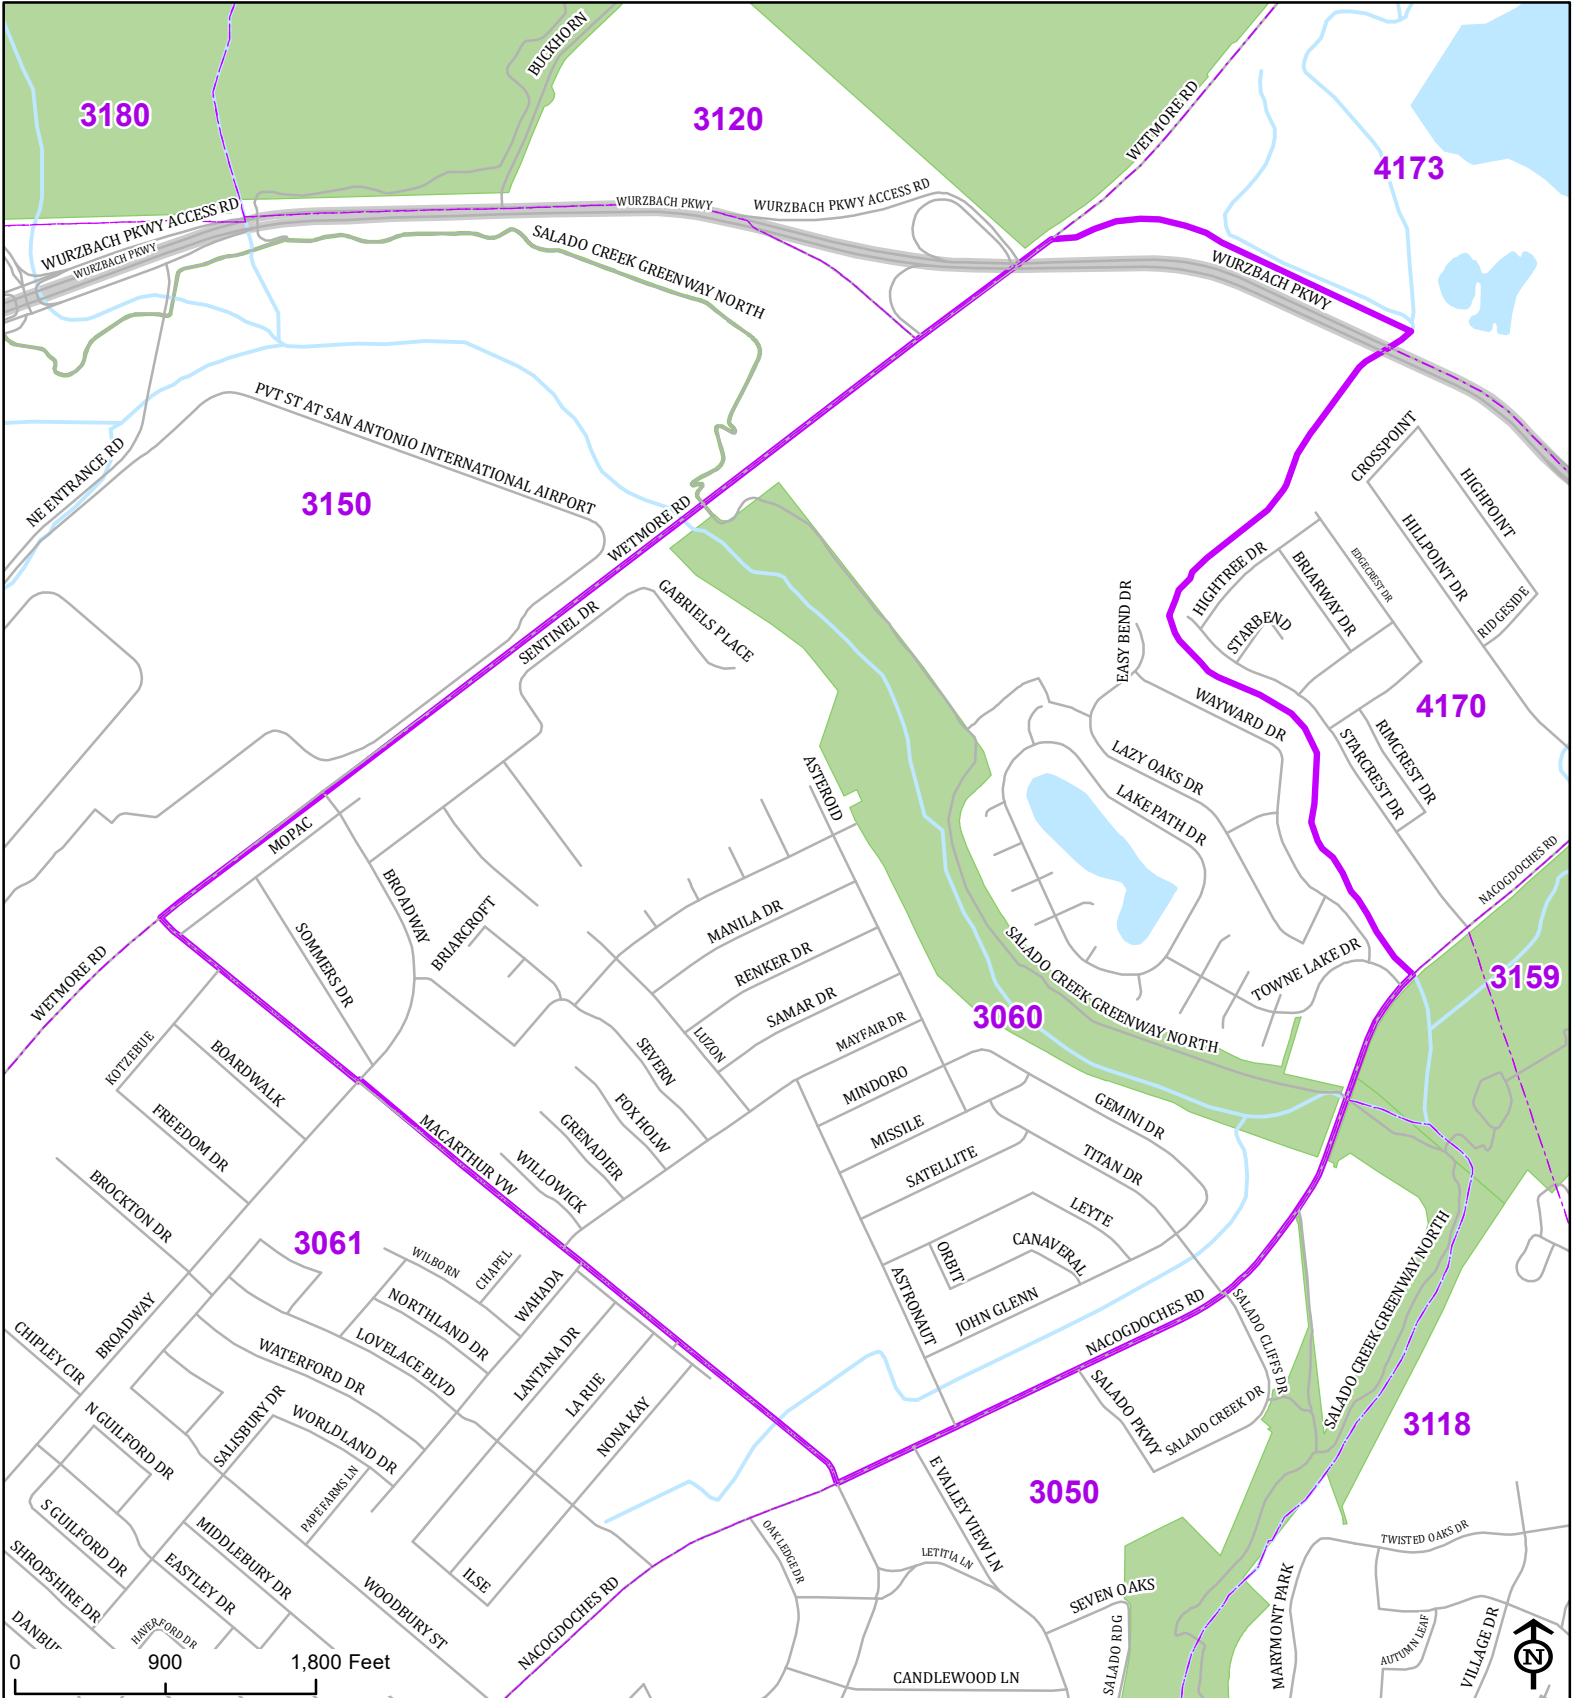 BUCKHORN
3180
3120
WETMORE RD
4173
WURZBACH PKWY ACCESS RD
WURZBACH PKWY
WURZBACH PKWY ACCESS RD
WURZBACH PKWY
SALADO CREEK GREENWAY NORTH
WURZBACH PKWY
PVT ST AT SAN ANTONIO INTERNATIONAL AIRPORT
NE ENTRANCE RD
3150
WETMORE RD
CROSSPOINT
HIGHPOINT
HILLPOINT DR
EDGECREST DR
HIGHTREE DR
BRIARWAY DR
STARBEND
RIDGESIDE
SENTINEL DR
GABRIELS PLACE
EASY BEND DR
WAYWARD DR
4170
RIMCREST DR
STARCREST DR
LAZY OAKS DR
LAKE PATH DR
ASTEROID
MOPAC
BROADWAY
BRIARCROFT
SOMMERS DR
WETMORE RD
MANILA DR
RENKER DR
SAMAR DR
MAYFAIR DR
LUZON
SEVERN
NACOGDOCHES RD
3159
TOWNE LAKE DR
SALADO CREEK GREENWAY NORTH
3060
KOTZEBUE
BOARDWALK
FREEDOM DR
BROCKTON DR
MINDORO
MISSILE
SATELLITE
GEMINI DR
TITAN DR
LEYTE
CANAVERAL
ORBIT
JOHN GLENN
ASTRONAUT
FOX HOLW
GRENADIER
WILLOWICK
MACARTHUR VW
3061
WILBORN
CHAPEL
WAHADA
NORTHLAND DR
LOVELACE BLVD
LANTANA DR
LARUE
NONA KAY
BROADWAY
CHIPLEY CIR
WATERFORD DR
WORLDLAND DR
SALISBURY DR
N GUILFORD DR
S GUILFORD DR
PAPE FARMS LN
MIDDLEBURY DR
EASTLEY DR
SHROPSHIRE DR
HAVERFORD DR
DANBU
WOODBURY ST
ILSE
NACOGDOCHES RD
NACOGDOCHES RD
SALADO CLIFFS DR
SALADO PKWY
SALADO CREEK DR
SALADO CREEK GREENWAY NORTH
3118
3050
E VALLEY VIEW LN
OAK LEDGE DR
LETITIA LN
SEVEN OAKS
SALADO RDG
CANDLEWOOD LN
MARYMONT PARK
TWISTED OAKS DR
AUTUMN LEAF
VILLAGE DR
0 900 1,800 Feet
N